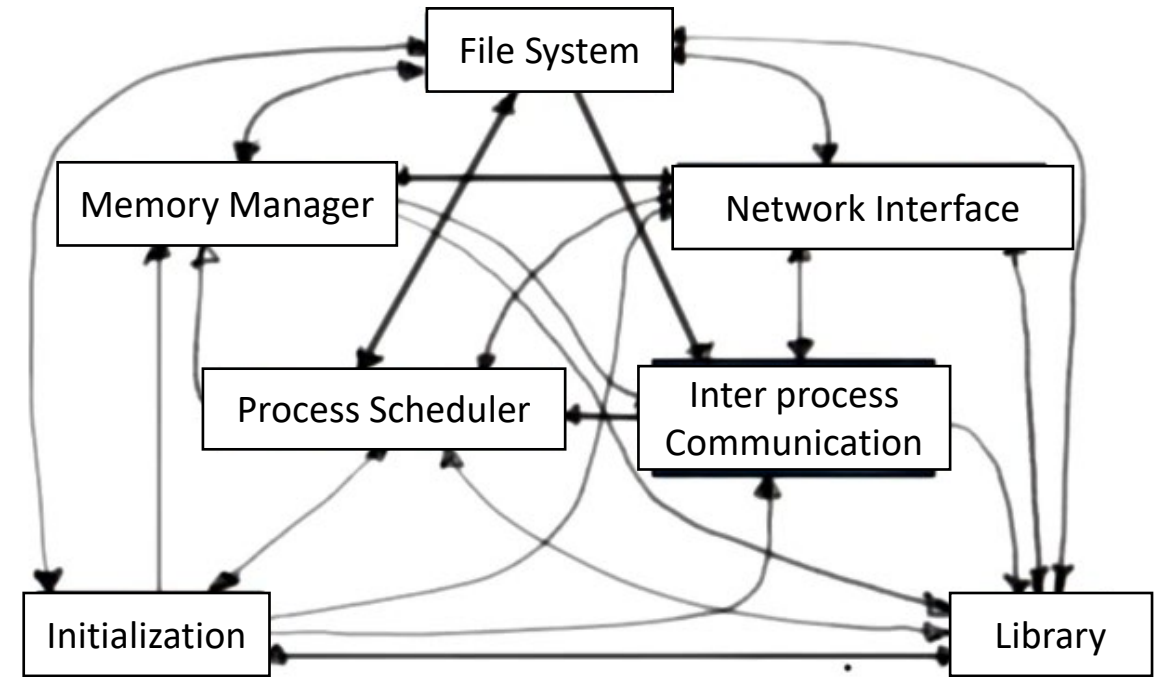 File System
Memory Manager
Network Interface
Process Scheduler
Inter process
Communication
Initialization
Library